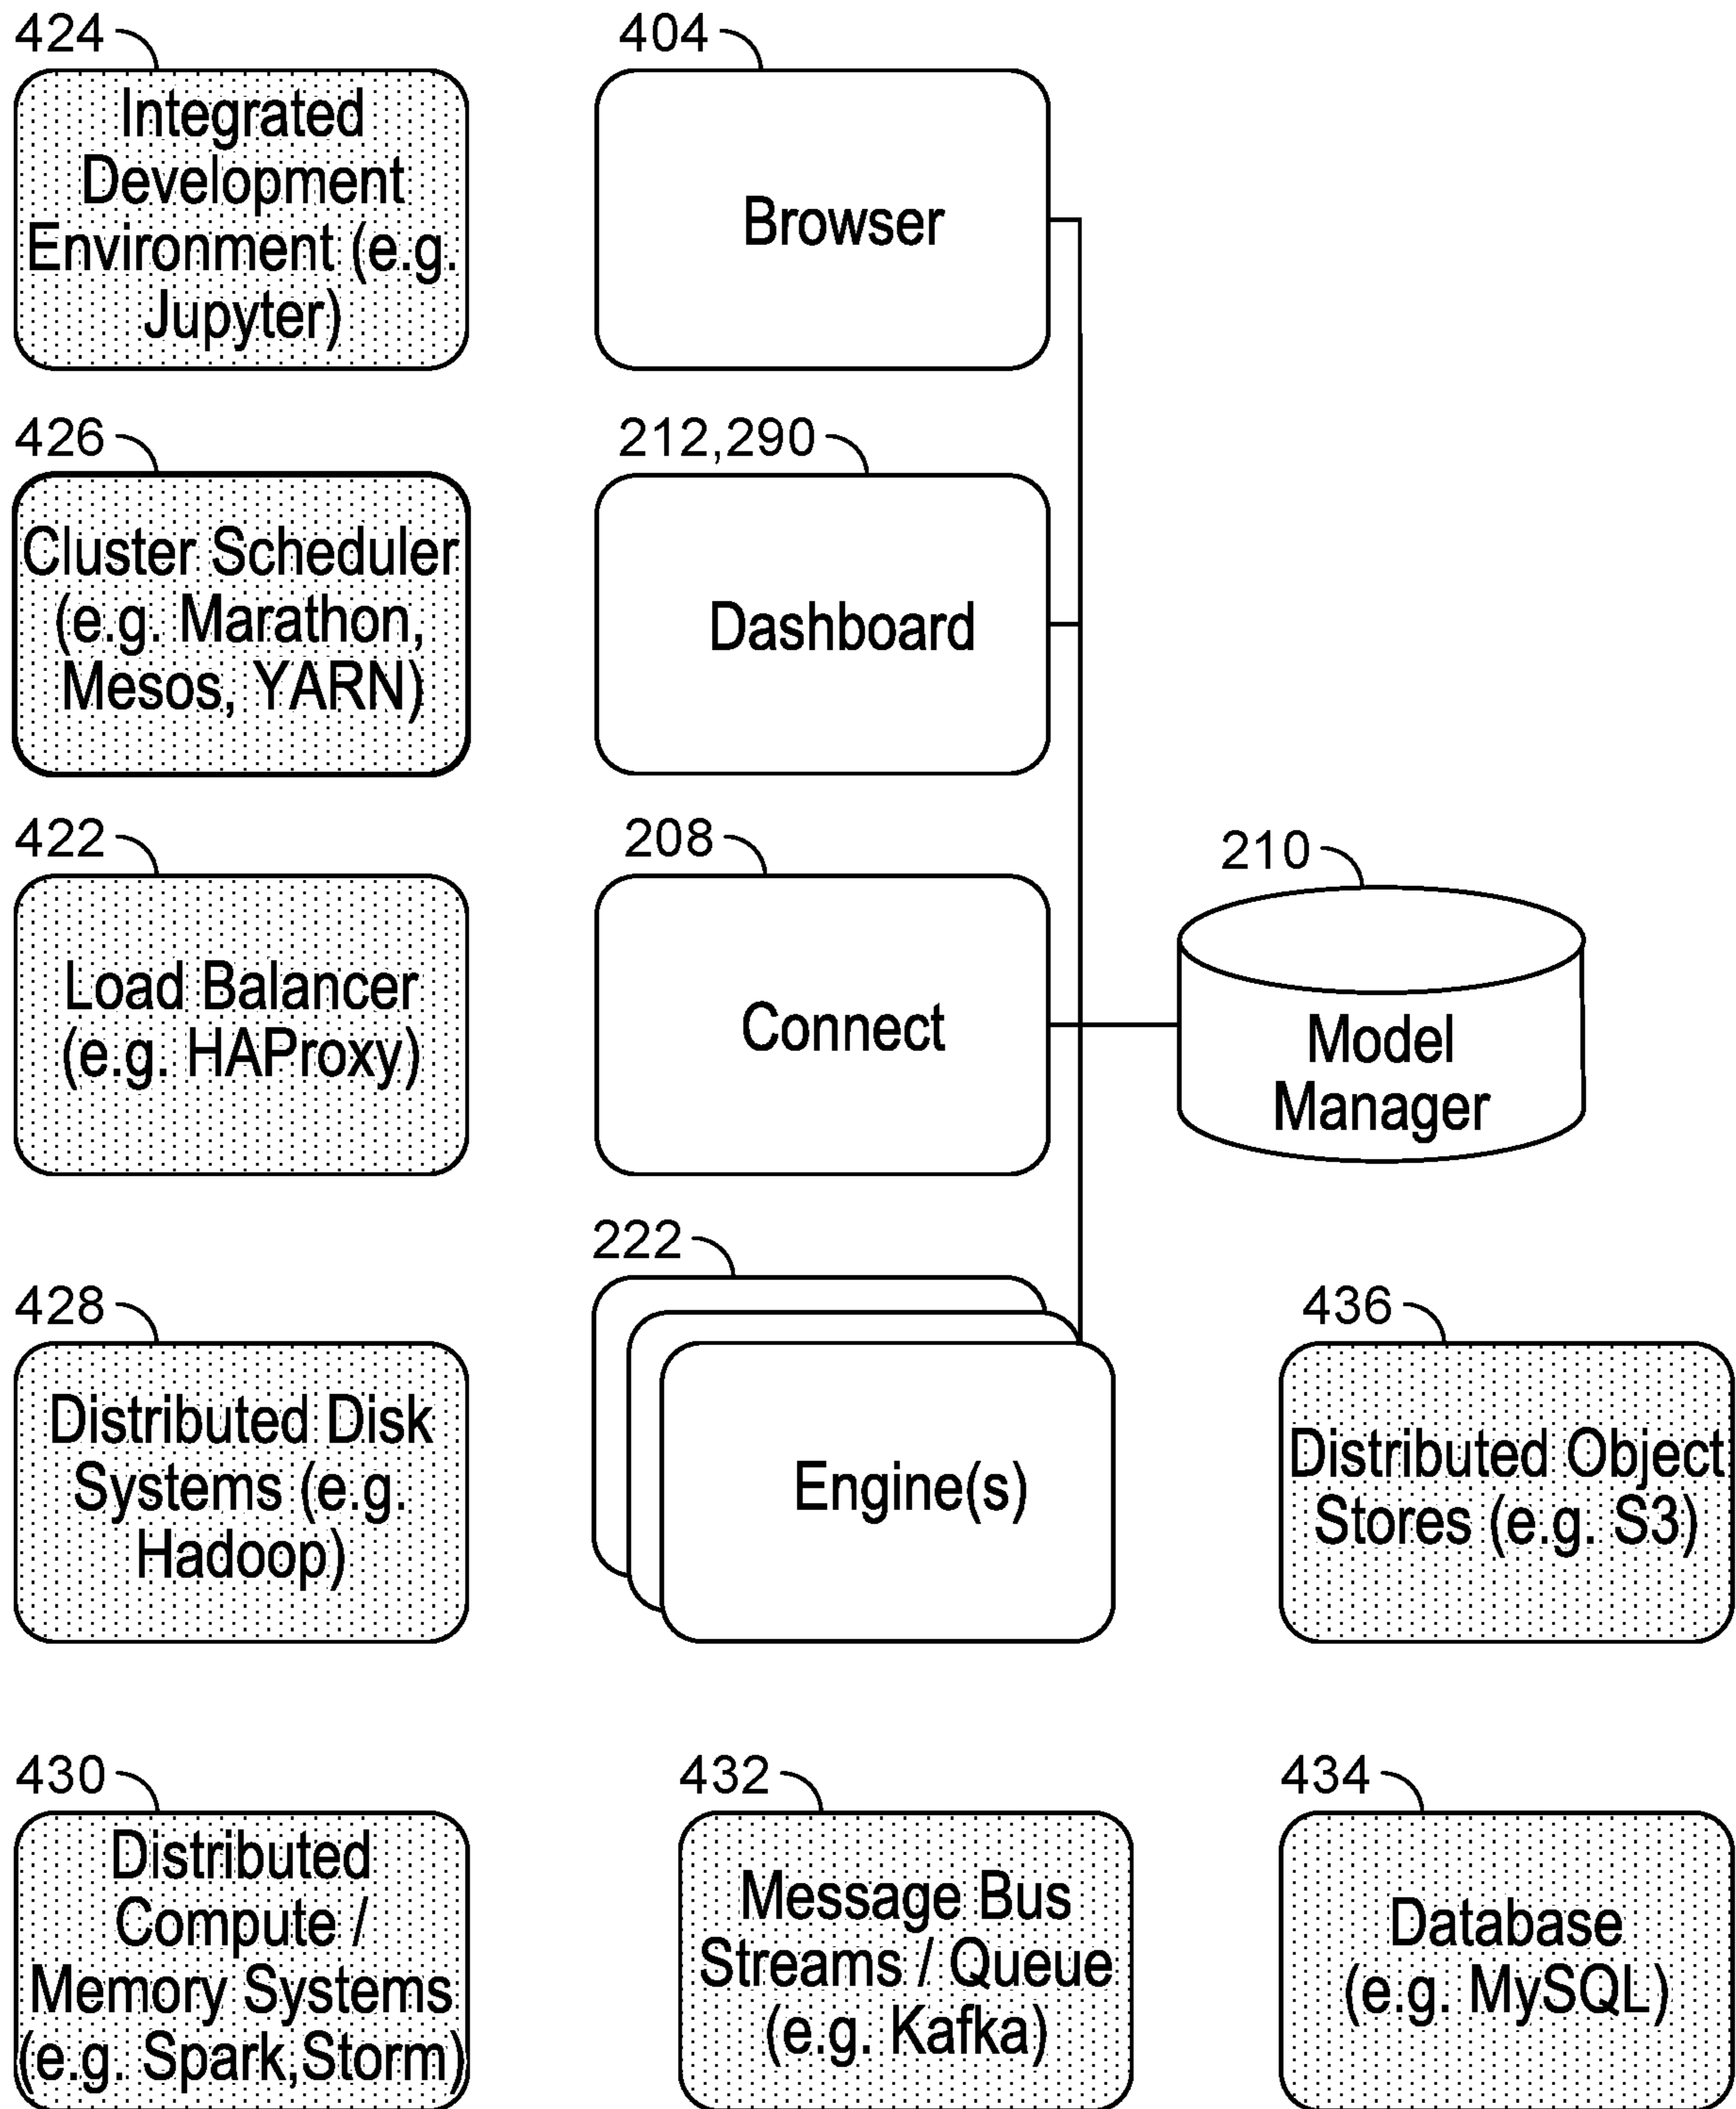 424
Integrated
Development
Environment (e.g.
Jupyter)
404
Browser
426
Cluster Scheduler
(e.g. Marathon,
Mesos, YARN)
212,290
Dashboard
422
Load Balancer
(e.g. HAProxy)
208
Connect
210
Model
Manager
428
Distributed Disk
Systems (e.g.
Hadoop)
222
Engine(s)
436
Distributed Object
Stores (e.g. S3)
430
Distributed
Compute /
Memory Systems
(e.g. Spark,Storm)
432
Message Bus
Streams / Queue
(e.g. Kafka)
434
Database
(e.g. MySQL)